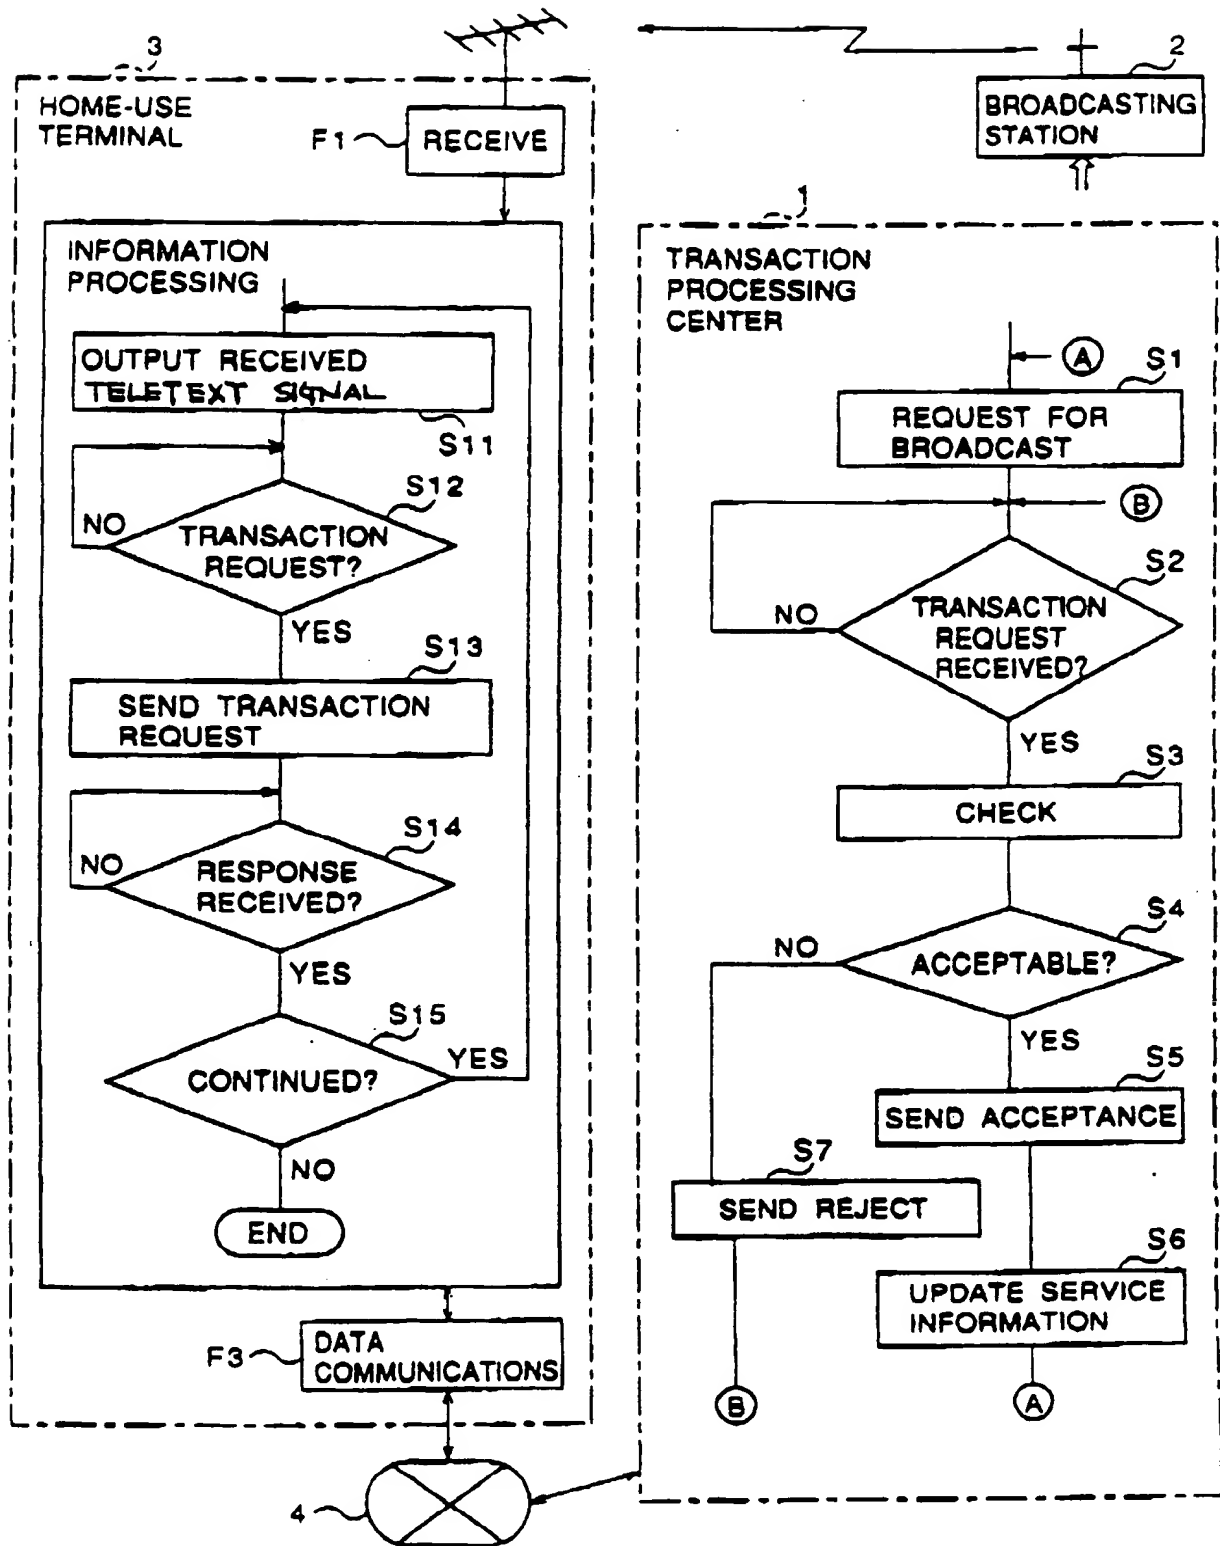 3
HOME-USE
TERMINAL
F1
RECEIVE
2
BROADCASTING
STATION
INFORMATION
PROCESSING
OUTPUT RECEIVED
TELETEXT SIGNAL
S11
S12
NO
TRANSACTION
REQUEST?
YES
S13
SEND TRANSACTION
REQUEST
S14
NO
RESPONSE
RECEIVED?
YES
S15
YES
CONTINUED?
NO
END
F3
DATA
COMMUNICATIONS
4
1
TRANSACTION
PROCESSING
CENTER
A
S1
REQUEST FOR
BROADCAST
B
S2
NO
TRANSACTION
REQUEST
RECEIVED?
YES
S3
CHECK
S4
NO
ACCEPTABLE?
YES
S5
SEND ACCEPTANCE
S7
SEND REJECT
S6
UPDATE SERVICE
INFORMATION
B
A